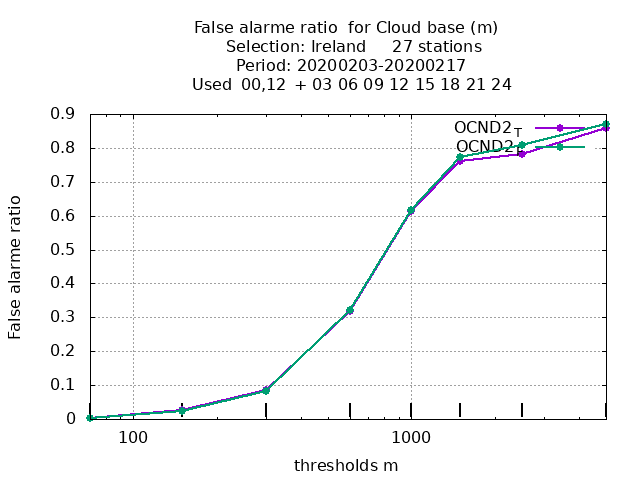 False alarme ratio  for Cloud base (m)
Selection: Ireland     27 stations
Period: 20200203-20200217
Used  00,12  + 03 06 09 12 15 18 21 24
0.9
0.8
0.7
0.6
0.5
0.4
0.3
0.2
0.1
0
False alarme ratio
OCND2T
OCND2
100
1000
thresholds m